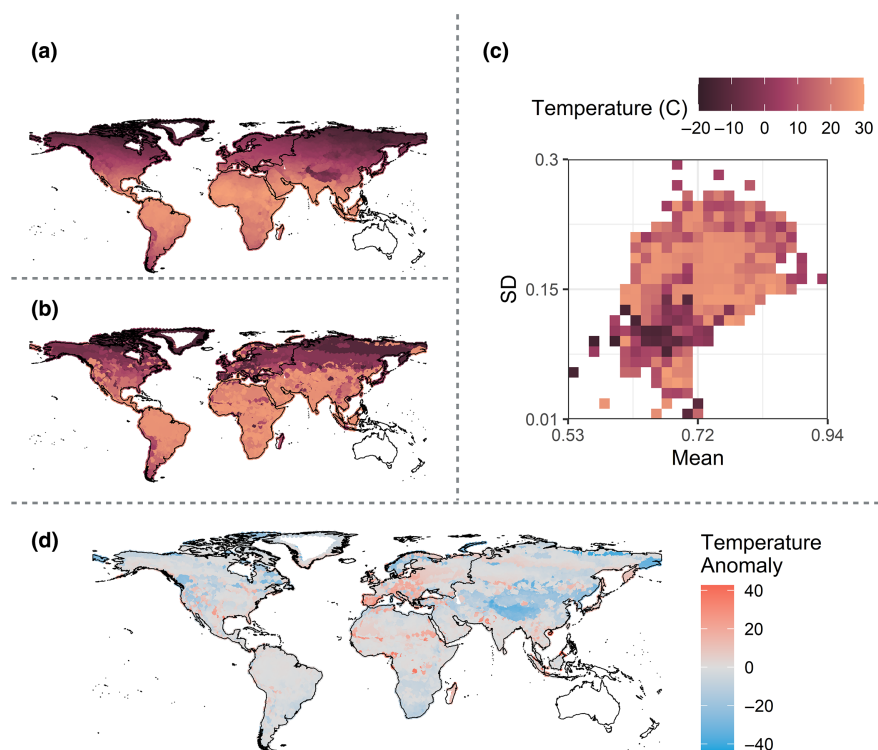 (a)
(b)
(c)
Temperature (C)
−20 −10 0 10 20 30
0.3
0.15
0.01
SD
0.53 0.72 0.94
Mean
(d)
Temperature
Anomaly
40
20
0
−20
−40